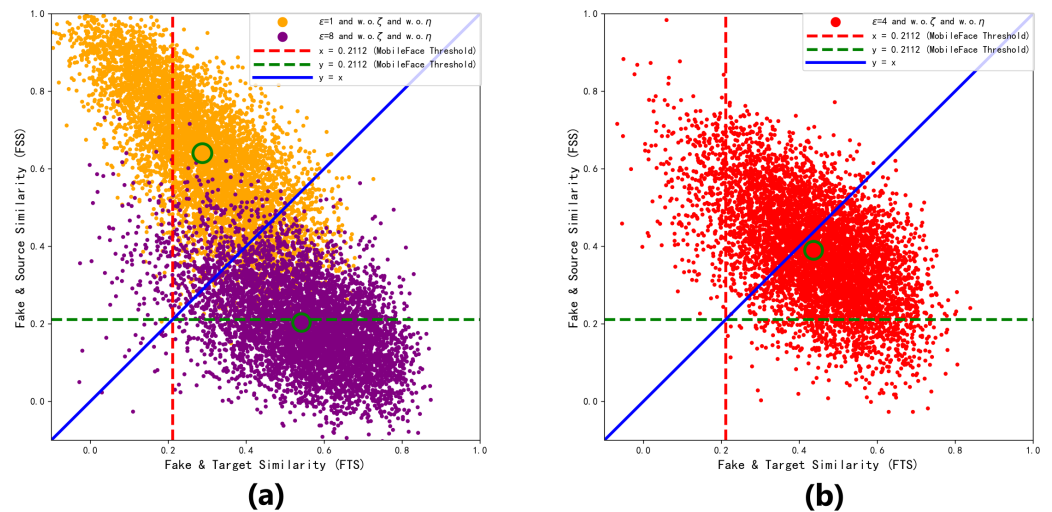 ε=1 and w.o.ζ and w.o.η
ε=8 and w.o.ζ and w.o.η
x = 0.2112 (MobileFace Threshold)
y = 0.2112 (MobileFace Threshold)
y = x
1.0
0.8
0.6
0.4
0.2
0.0
Fake & Source Similarity (FSS)
0.0 0.2 0.4 0.6 0.8 1.0
Fake & Target Similarity (FTS)
(a)
ε=4 and w.o.ζ and w.o.η
x = 0.2112 (MobileFace Threshold)
y = 0.2112 (MobileFace Threshold)
y = x
1.0
0.8
0.6
0.4
0.2
0.0
Fake & Source Similarity (FSS)
0.0 0.2 0.4 0.6 0.8 1.0
Fake & Target Similarity (FTS)
(b)